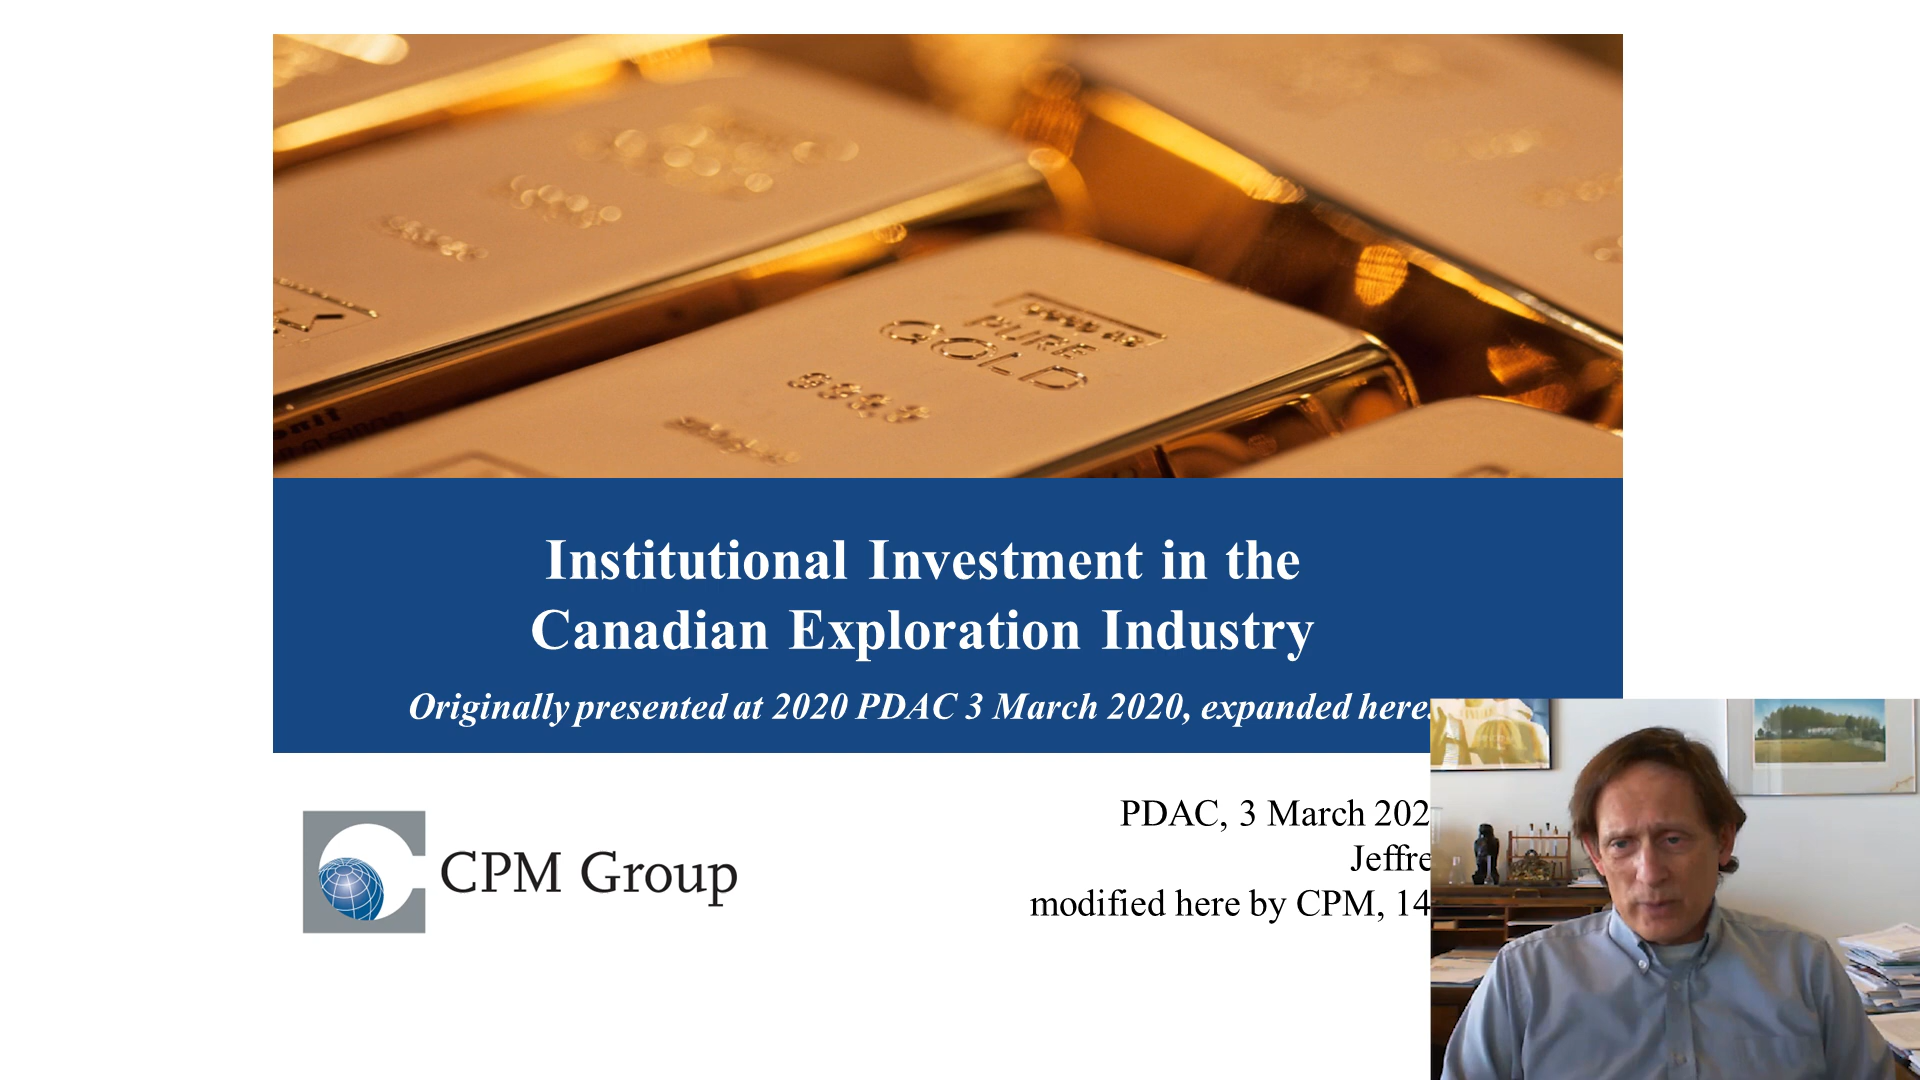 PURE
GOLD
Institutional Investment in the
Canadian Exploration Industry
Originally presented at 2020 PDAC 3 March 2020, expanded here.
CPM Group
PDAC, 3 March 202
Jeffre
modified here by CPM, 14